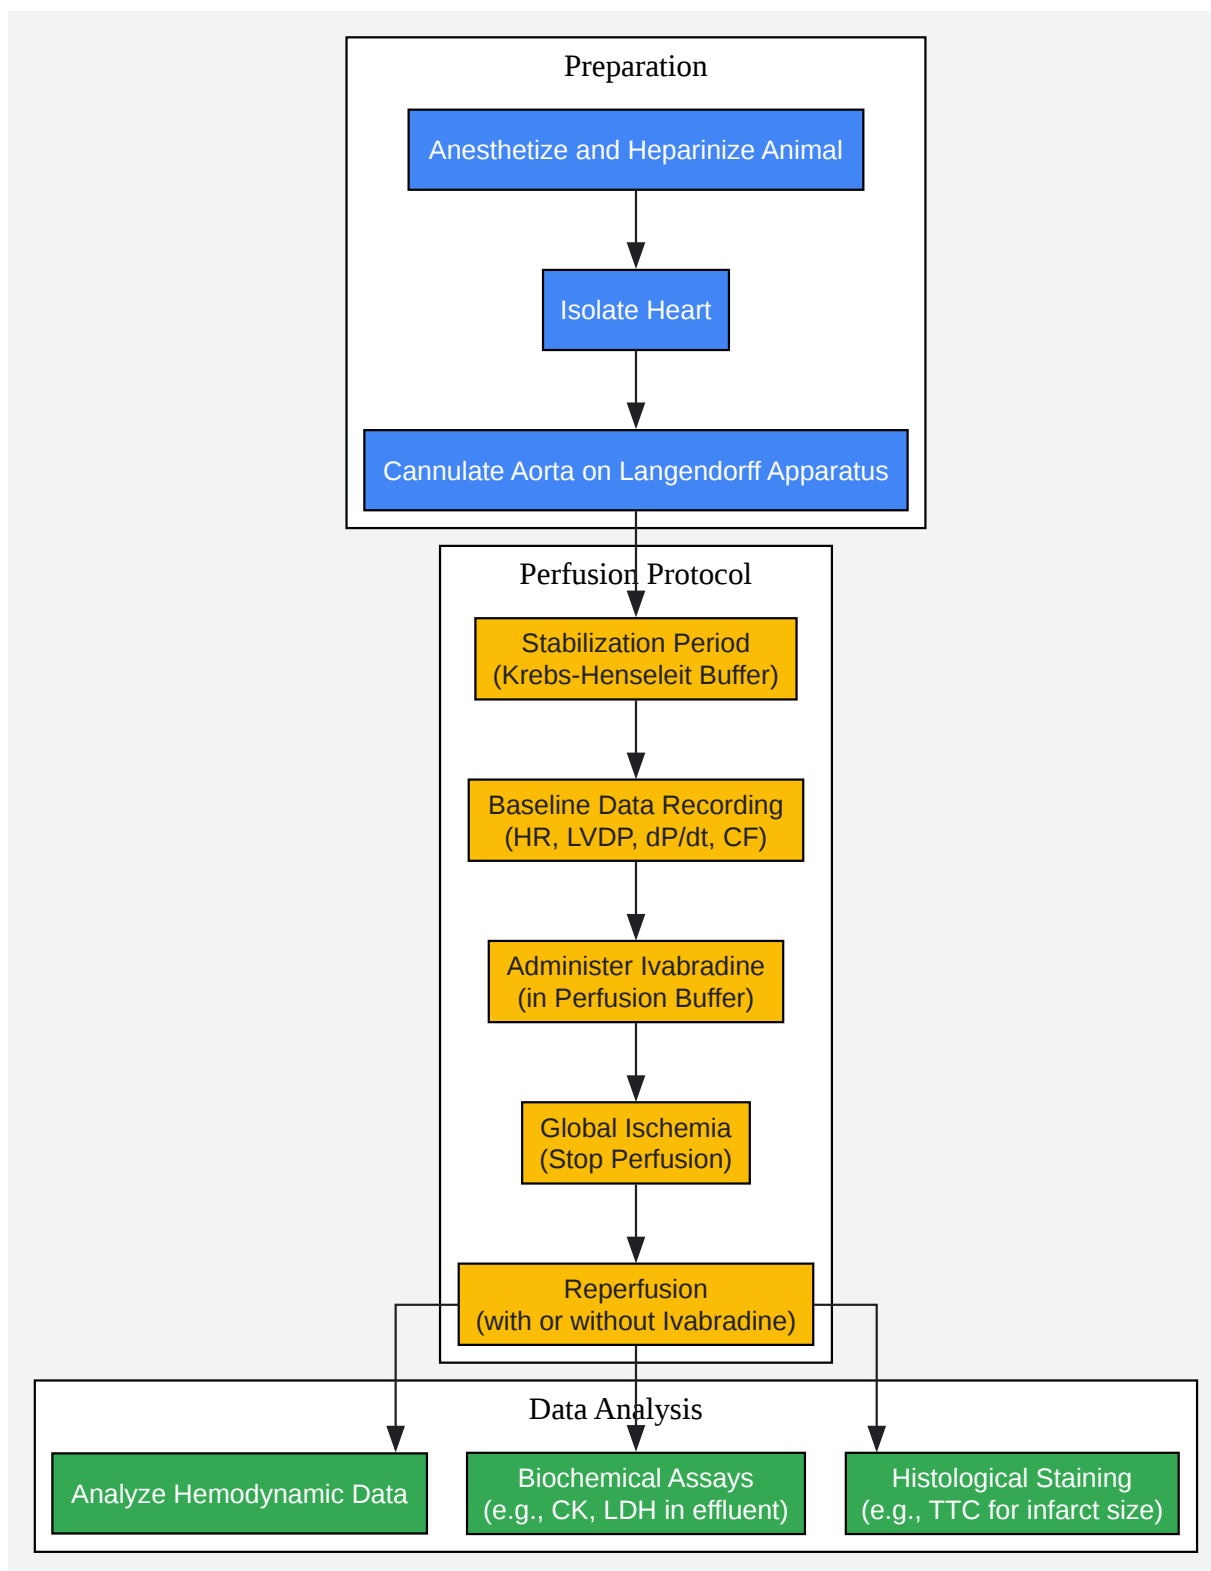 Preparation
Anesthetize and Heparinize Animal
Isolate Heart
Cannulate Aorta on Langendorff Apparatus
Perfusion Protocol
Stabilization Period
(Krebs-Henseleit Buffer)
Baseline Data Recording
(HR, LVDP, dP/dt, CF)
Administer Ivabradine
(in Perfusion Buffer)
Global Ischemia
(Stop Perfusion)
Reperfusion
(with or without Ivabradine)
Data Analysis
Analyze Hemodynamic Data
Biochemical Assays
(e.g., CK, LDH in effluent)
Histological Staining
(e.g., TTC for infarct size)